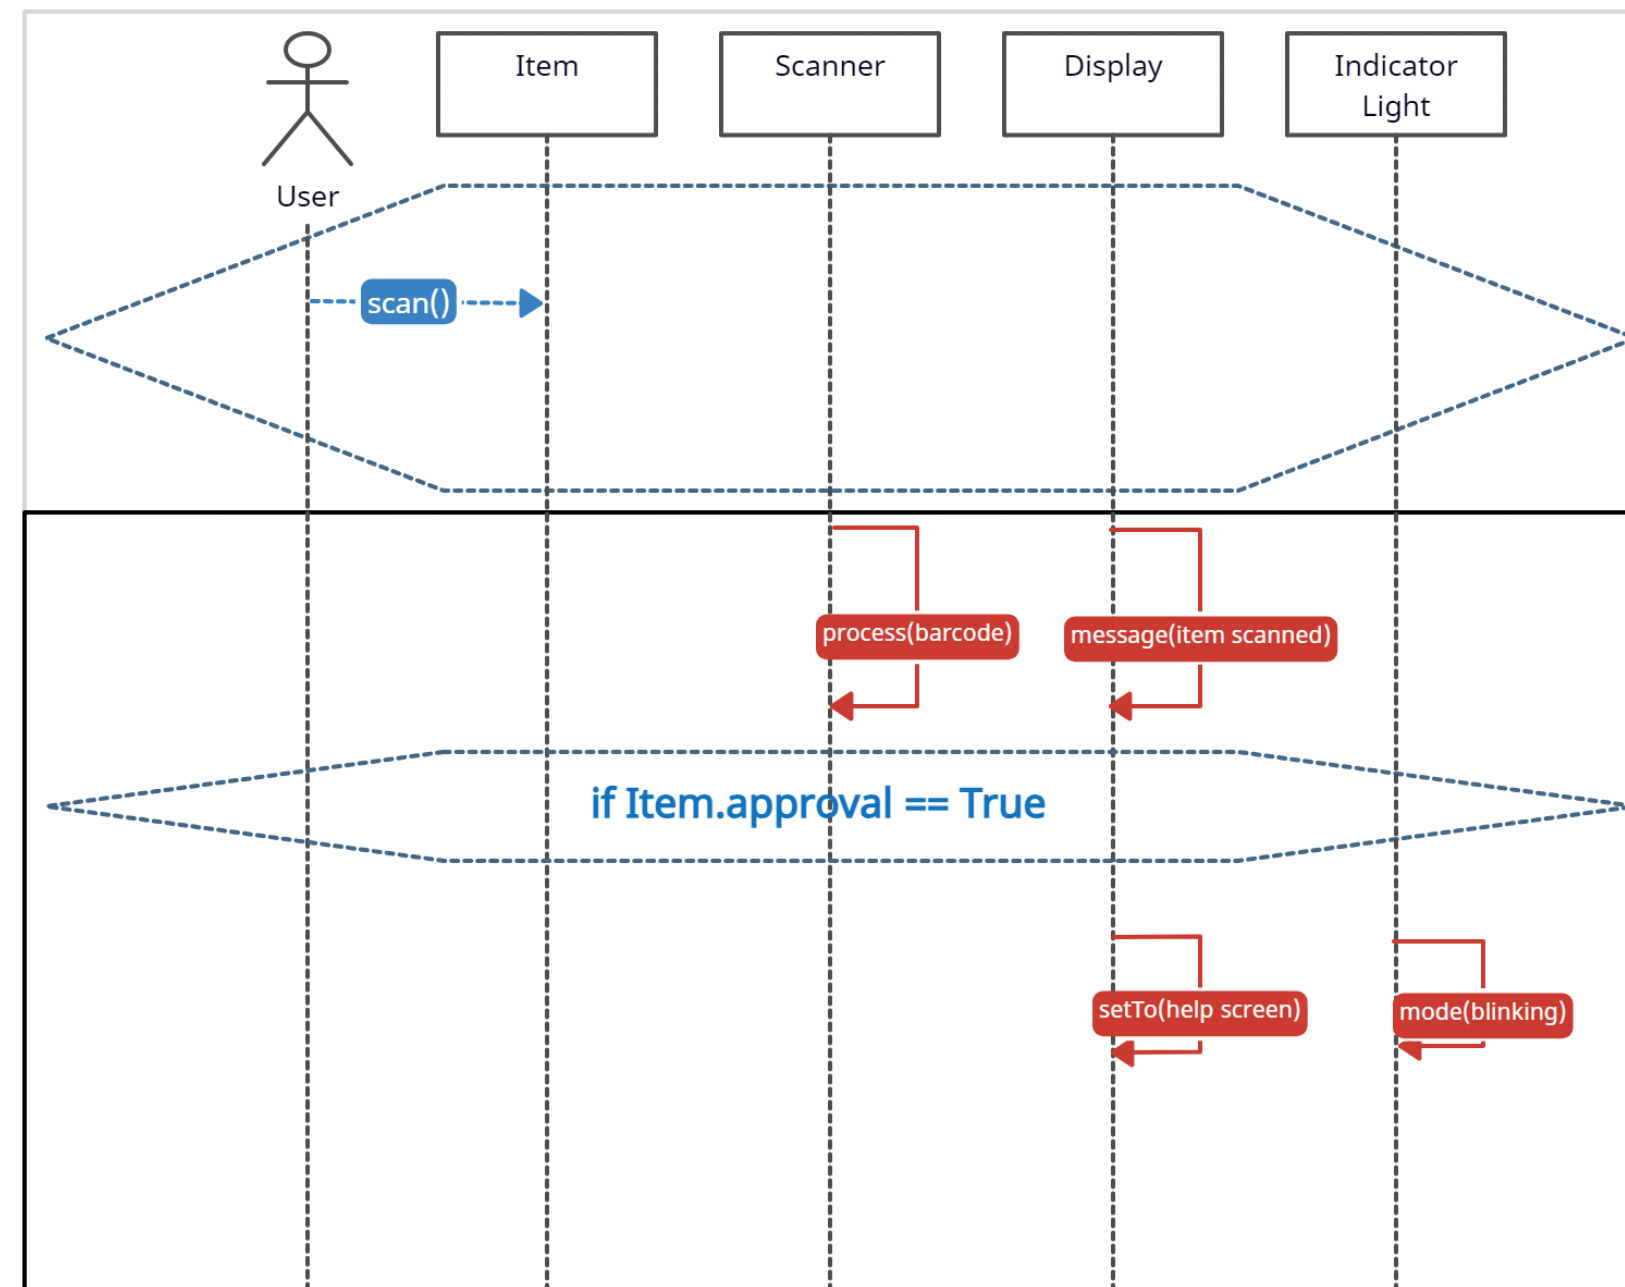 Item
Scanner
Display
Indicator
Light
User
scan()
process(barcode)
message(item scanned)
if Item.approval == True
setTo(help screen)
mode(blinking)